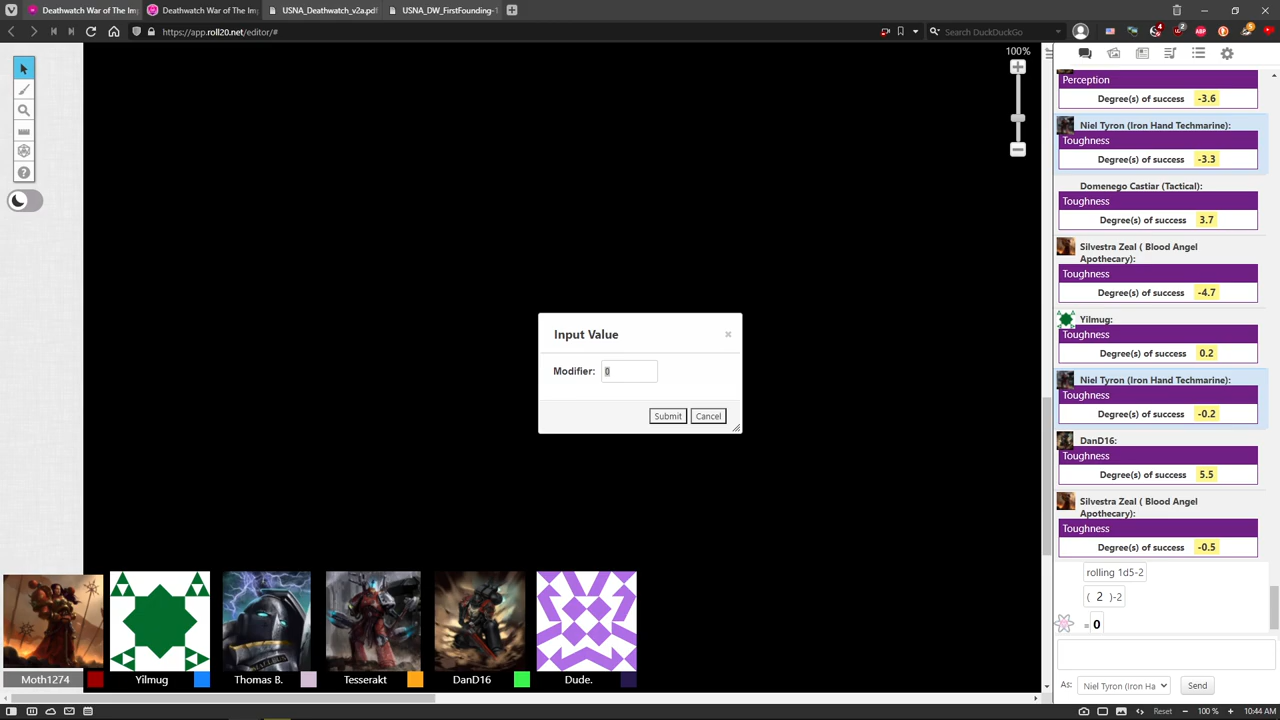 Deathwatch War of The Imp
Deathwatch War of The Imp
USNA_Deathwatch_v2a.pdf
USNA_DW_FirstFounding-1
https://app.roll20.net/editor/#
Search DuckDuckGo
100%
Perception
Degree(s) of success -3.6
Niel Tyron (Iron Hand Techmarine):
Toughness
Degree(s) of success -3.3
Domenego Castiar (Tactical):
Toughness
Degree(s) of success 3.7
Silvestra Zeal ( Blood Angel
Apothecary):
Toughness
Degree(s) of success -4.7
Yilmug:
Toughness
Degree(s) of success 0.2
Niel Tyron (Iron Hand Techmarine):
Toughness
Degree(s) of success -0.2
DanD16:
Toughness
Degree(s) of success 5.5
Silvestra Zeal ( Blood Angel
Apothecary):
Toughness
Degree(s) of success -0.5
rolling 1d5-2
( 2 )-2
= 0
As: Niel Tyron (Iron Ha Send
Input Value
Modifier: 0
Submit Cancel
Moth1274 Yilmug Thomas B. Tesserakt DanD16 Dude.
Reset 100 % 10:44 AM